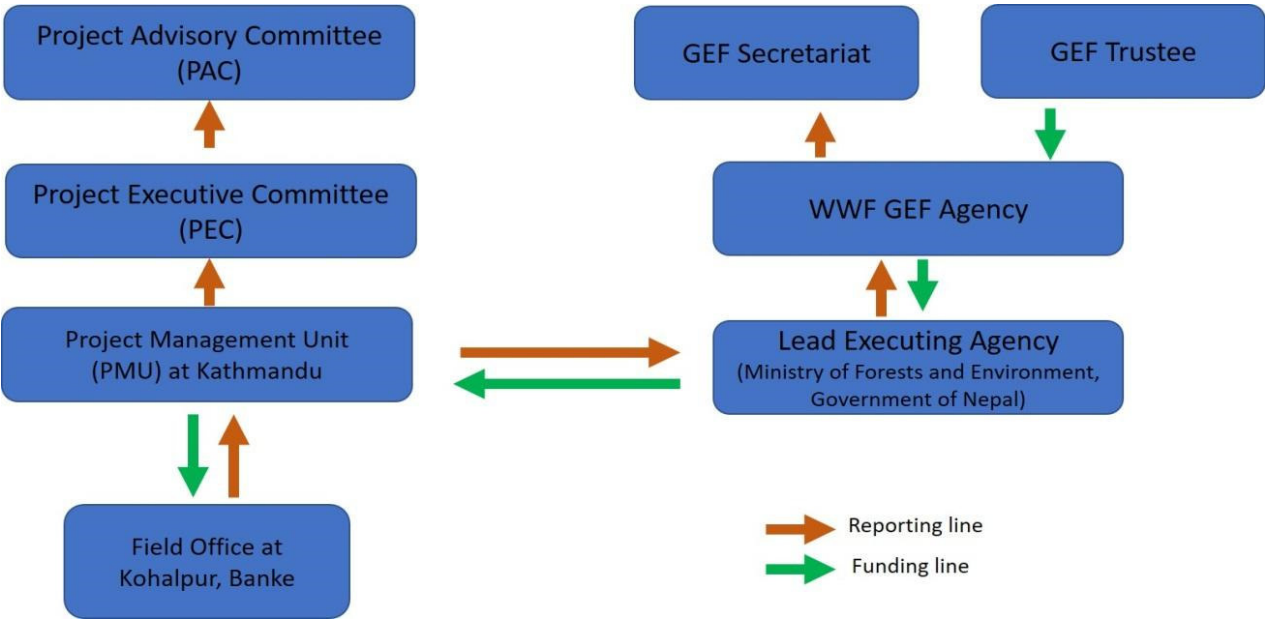 Project Advisory Committee
(PAC)
GEF Secretariat
GEF Trustee
Project Executive Committee
(PEC)
WWF GEF Agency
Project Management Unit
(PMU) at Kathmandu
Lead Executing Agency
(Ministry of Forests and Environment,
Government of Nepal)
Field Office at
Kohalpur, Banke
Reporting line
Funding line